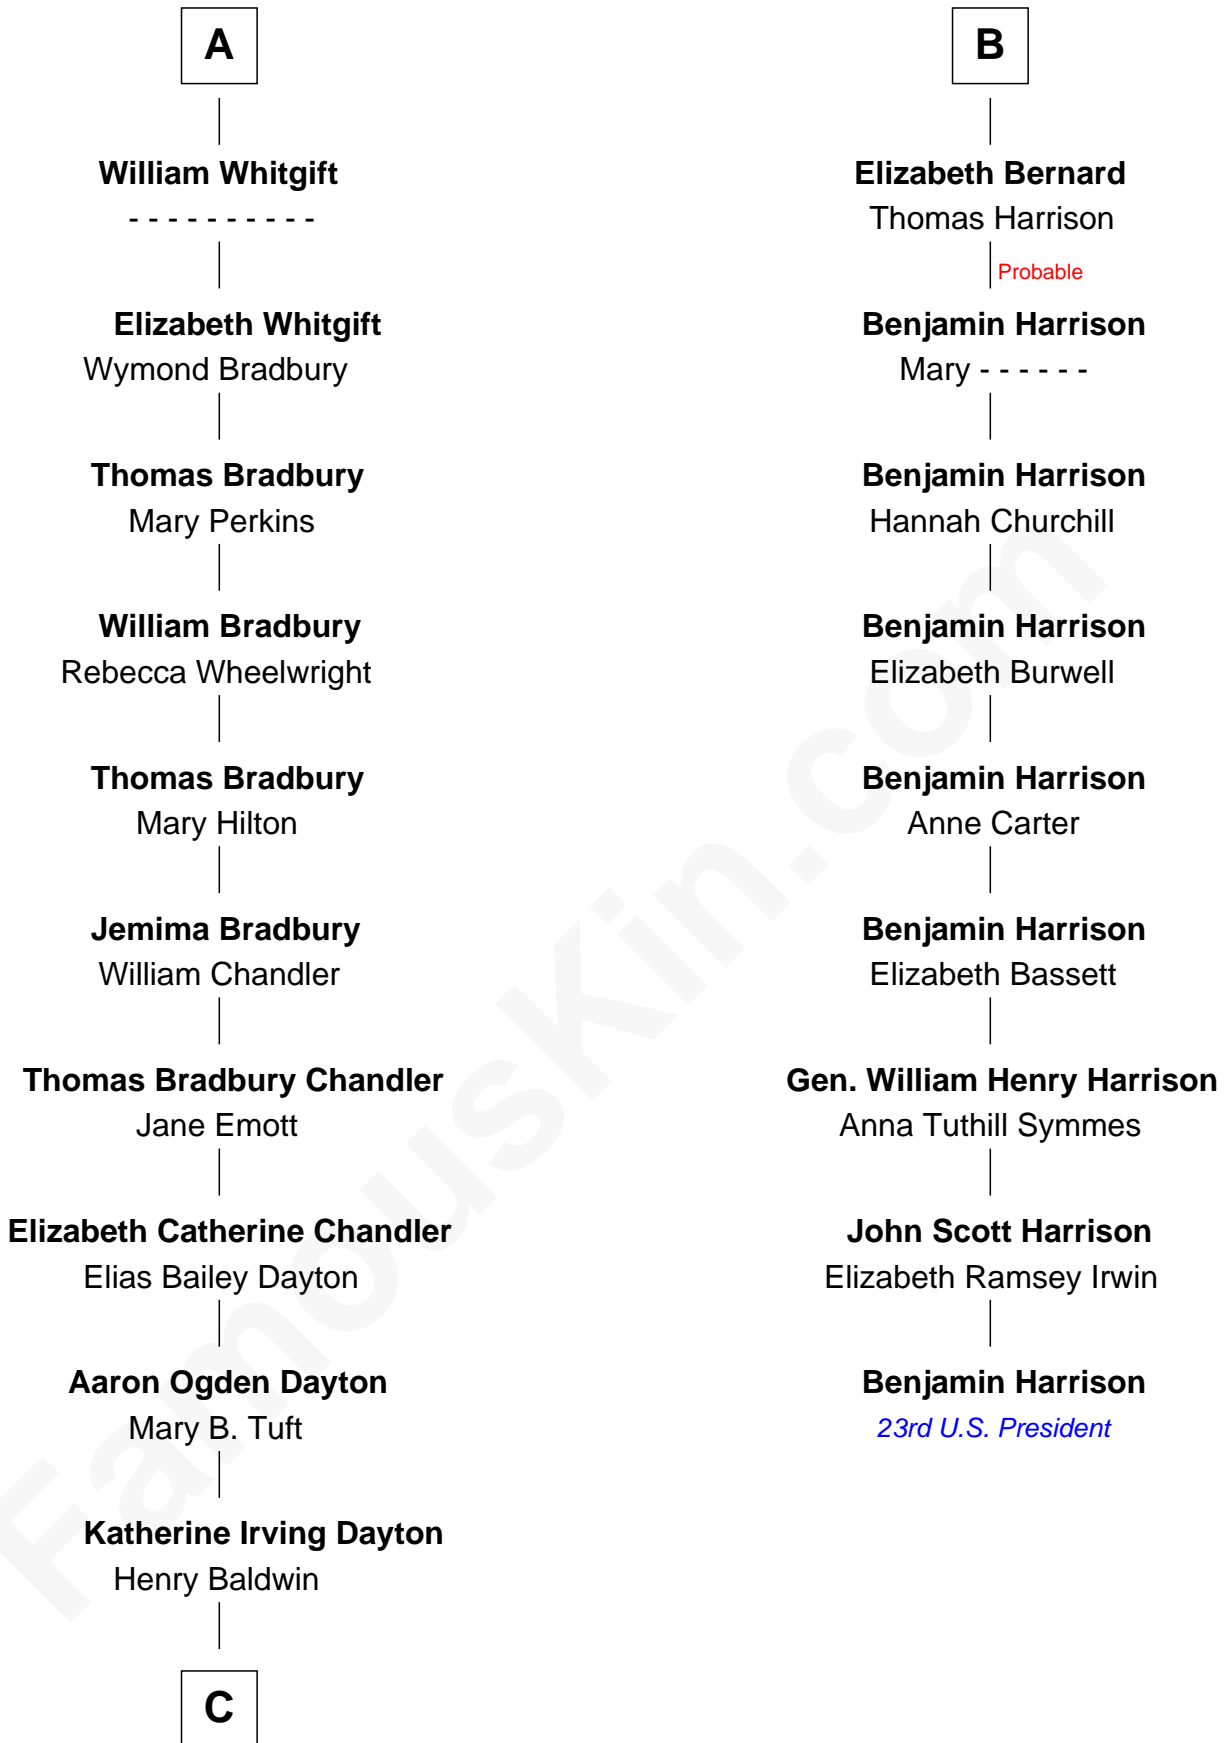 A
William Whitgift
- - - - - - - - - -
Elizabeth Whitgift
Wymond Bradbury
Thomas Bradbury
Mary Perkins
William Bradbury
Rebecca Wheelwright
Thomas Bradbury
Mary Hilton
Jemima Bradbury
William Chandler
Thomas Bradbury Chandler
Jane Emott
Elizabeth Catherine Chandler
Elias Bailey Dayton
Aaron Ogden Dayton
Mary B. Tuft
Katherine Irving Dayton
Henry Baldwin
C
B
Elizabeth Bernard
Thomas Harrison
Probable
Benjamin Harrison
Mary - - - - - -
Benjamin Harrison
Hannah Churchill
Benjamin Harrison
Elizabeth Burwell
Benjamin Harrison
Anne Carter
Benjamin Harrison
Elizabeth Bassett
Gen. William Henry Harrison
Anna Tuthill Symmes
John Scott Harrison
Elizabeth Ramsey Irwin
Benjamin Harrison
23rd U.S. President
FamousKin.com